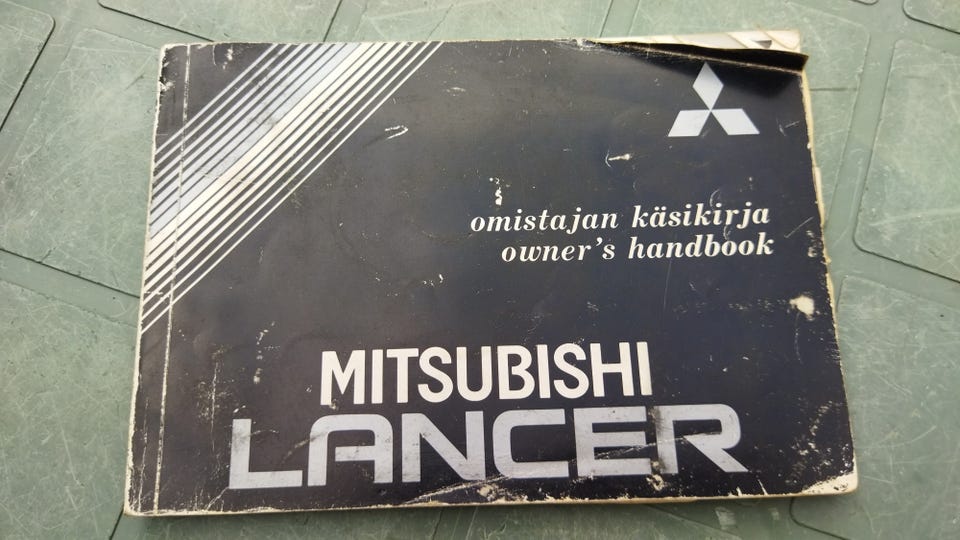 omistajan käsikirja
owner's handbook
MITSUBISHI
LANCER